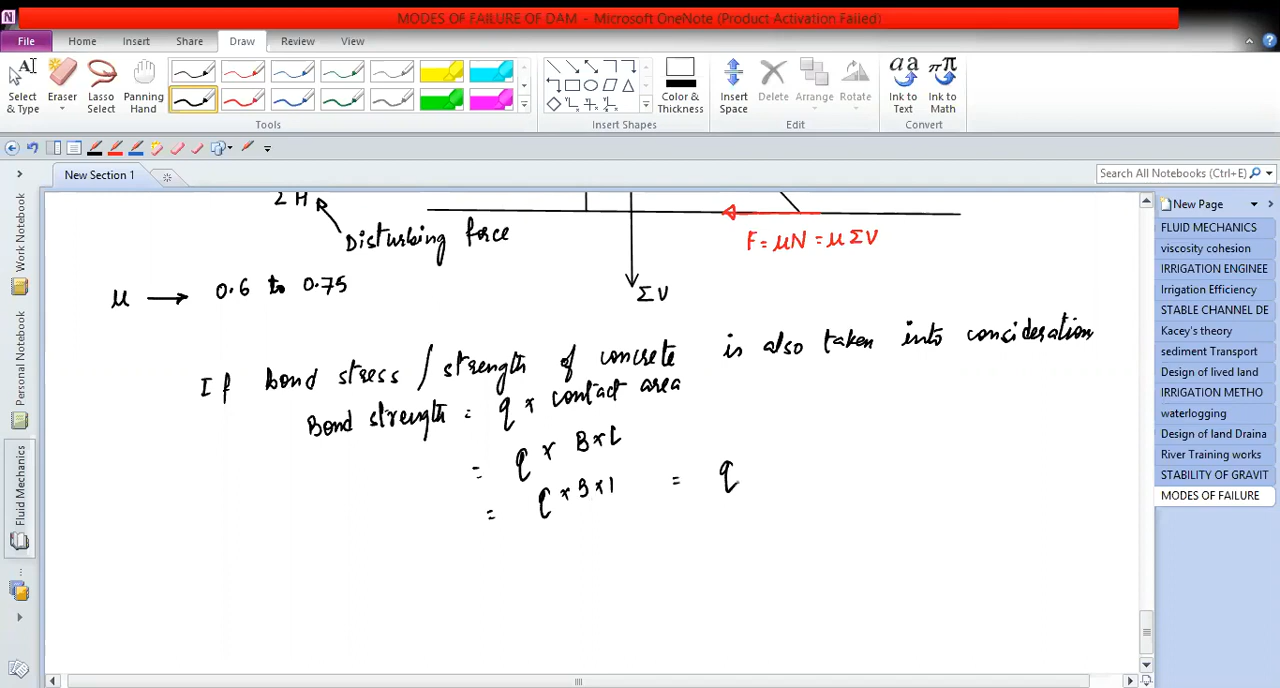 MODES OF FAILURE OF DAM - Microsoft OneNote (Product Activation Failed)
File Home Insert Share Draw Review View
Select & Type
Eraser
Lasso Select
Panning Hand
Color & Thickness
Insert Space
Delete
Arrange
Rotate
Ink to Text
Ink to Math
Tools
Insert Shapes
Edit
Convert
New Section 1
Search All Notebooks (Ctrl+E)
Work Notebook
Personal Notebook
Fluid Mechanics
New Page
FLUID MECHANICS
viscosity cohesion
IRRIGATION ENGINEE
Irrigation Efficiency
STABLE CHANNEL DE
Kacey's theory
sediment Transport
Design of lived land
IRRIGATION METHO
waterlogging
Design of land Draina
River Training works
STABILITY OF GRAVIT
MODES OF FAILURE
ΣH
Disturbing force
F = μN = μ ΣV
μ → 0.6 to 0.75
ΣV
If bond stress / strength of concrete is also taken into consideration
Bond strength = q × contact area
= q × B × L
= q × B × 1 = q